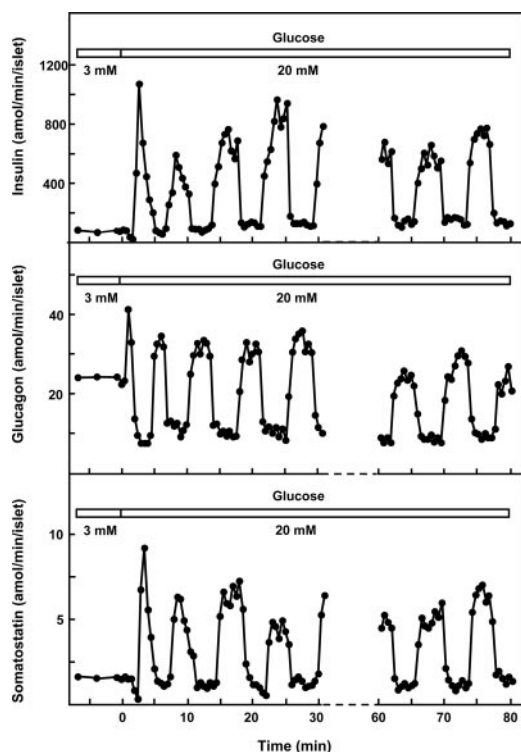 Glucose
3 mM 20 mM
Insulin (amol/min/islet)
1200
800
400
Glucose
3 mM 20 mM
Glucagon (amol/min/islet)
40
20
Glucose
3 mM 20 mM
Somatostatin (amol/min/islet)
10
5
0 10 20 30 60 70 80
Time (min)